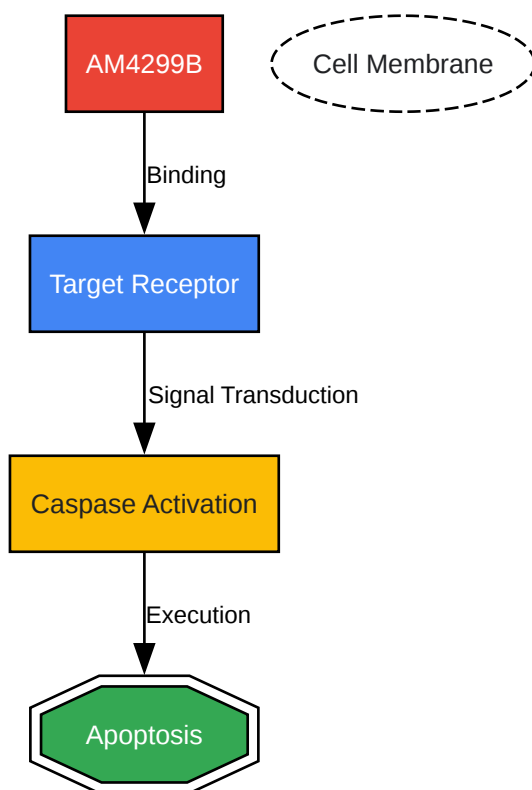 AM4299B
Cell Membrane
Binding
Target Receptor
Signal Transduction
Caspase Activation
Execution
Apoptosis